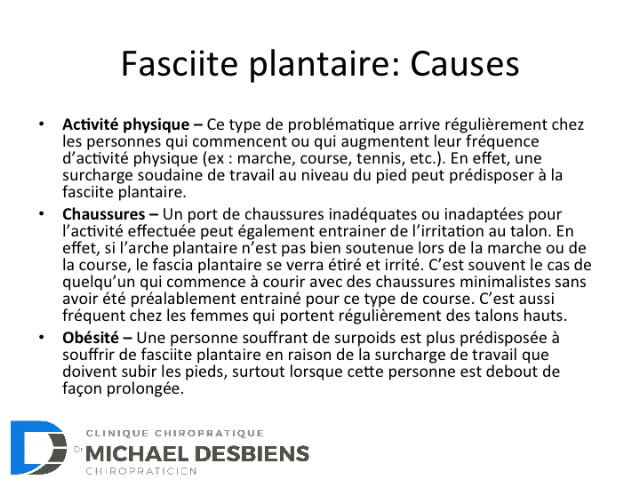 Fasciite plantaire: Causes
• Activité physique – Ce type de problématique arrive régulièrement chez
les personnes qui commencent ou qui augmentent leur fréquence
d’activité physique (ex : marche, course, tennis, etc.). En effet, une
surcharge soudaine de travail au niveau du pied peut prédisposer à la
fasciite plantaire.
• Chaussures – Un port de chaussures inadéquates ou inadaptées pour
l’activité effectuée peut également entrainer de l’irritation au talon. En
effet, si l’arche plantaire n’est pas bien soutenue lors de la marche ou de
la course, le fascia plantaire se verra étiré et irrité. C’est souvent le cas de
quelqu’un qui commence à courir avec des chaussures minimalistes sans
avoir été préalablement entrainé pour ce type de course. C’est aussi
fréquent chez les femmes qui portent régulièrement des talons hauts.
• Obésité – Une personne souffrant de surpoids est plus prédisposée à
souffrir de fasciite plantaire en raison de la surcharge de travail que
doivent subir les pieds, surtout lorsque cette personne est debout de
façon prolongée.
CLINIQUE CHIROPRATIQUE
Dr MICHAEL DESBIENS
CHIROPRATICIEN